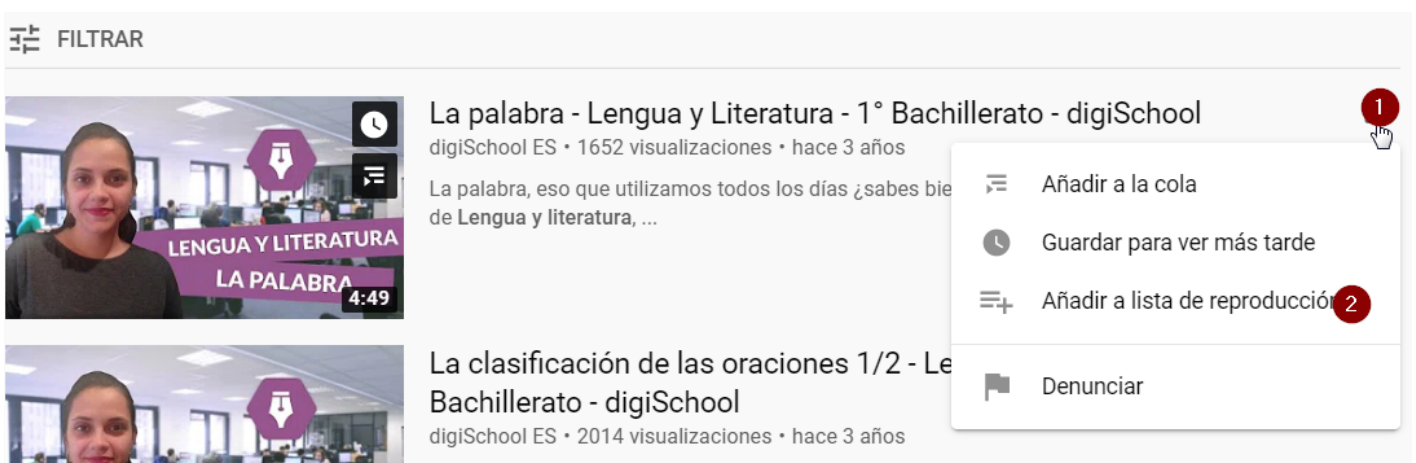 FILTRAR
La palabra - Lengua y Literatura - 1° Bachillerato - digiSchool
1
digiSchool ES • 1652 visualizaciones • hace 3 años
La palabra, eso que utilizamos todos los días ¿sabes bie
de Lengua y literatura, ...
LENGUA Y LITERATURA
LA PALABRA
4:49
Añadir a la cola
Guardar para ver más tarde
Añadir a lista de reproducción
2
Denunciar
La clasificación de las oraciones 1/2 - Le
Bachillerato - digiSchool
digiSchool ES • 2014 visualizaciones • hace 3 años